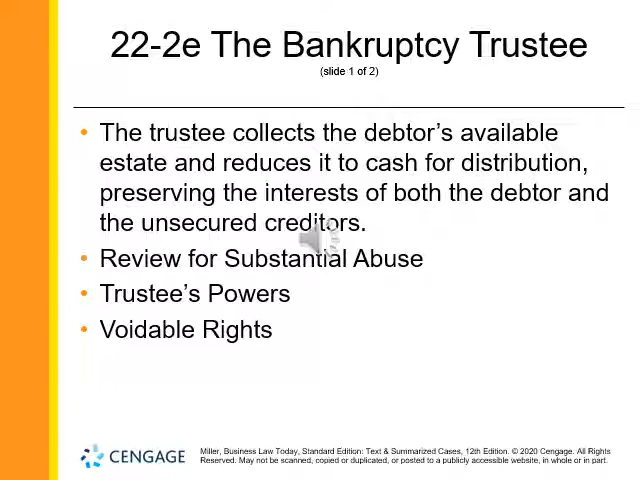 22-2e The Bankruptcy Trustee
(slide 1 of 2)
• The trustee collects the debtor’s available
estate and reduces it to cash for distribution,
preserving the interests of both the debtor and
the unsecured creditors.
• Review for Substantial Abuse
• Trustee’s Powers
• Voidable Rights
CENGAGE
Miller, Business Law Today, Standard Edition: Text & Summarized Cases, 12th Edition. © 2020 Cengage. All Rights
Reserved. May not be scanned, copied or duplicated, or posted to a publicly accessible website, in whole or in part.